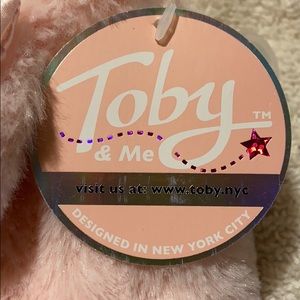 Toby™
& Me
visit us at: www.toby.nyc
DESIGNED IN NEW YORK CITY